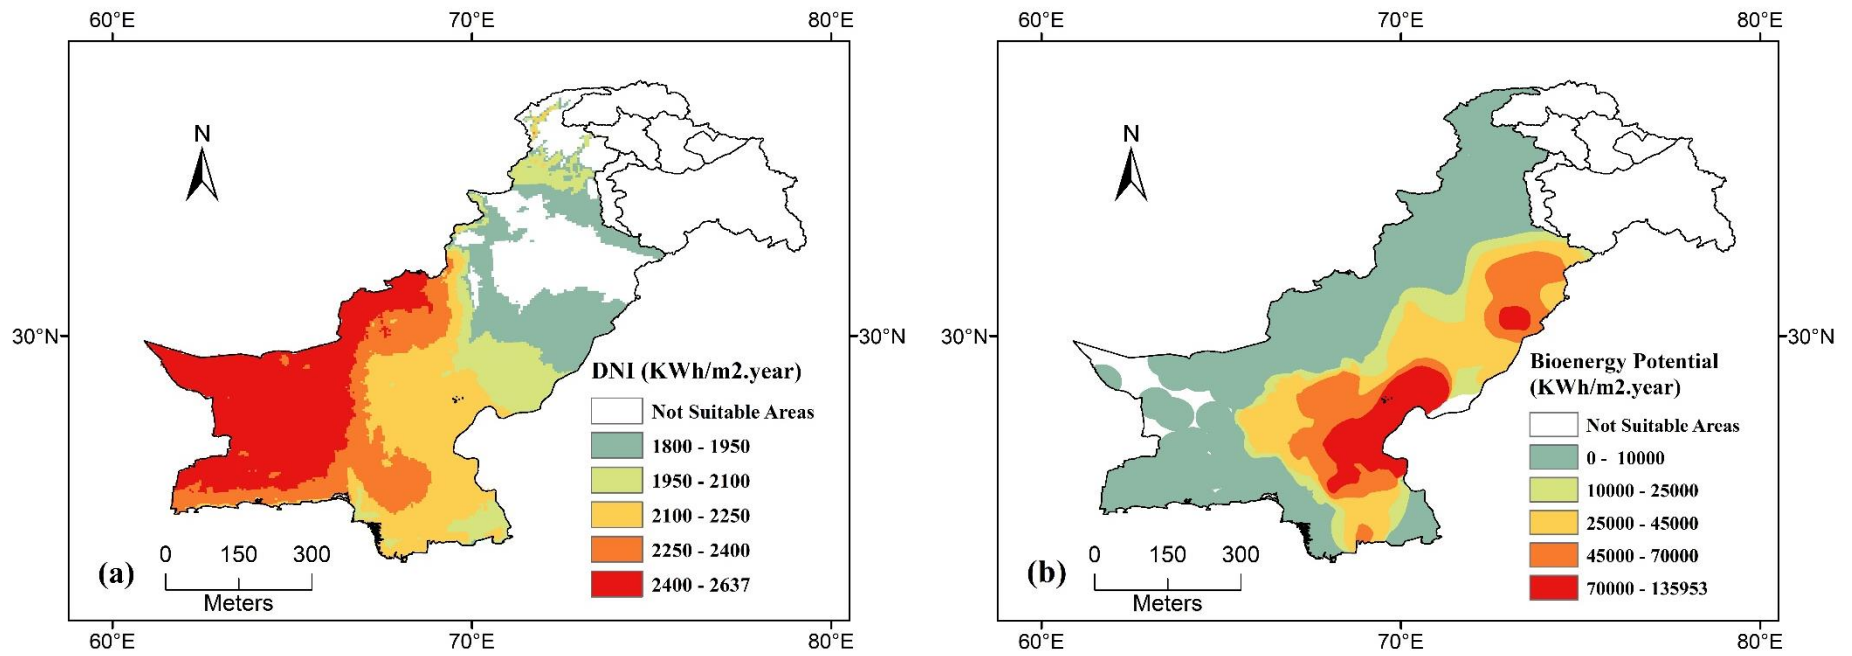 60°E 70°E 80°E
N
30°N 30°N
DNI (KWh/m2.year)
Not Suitable Areas
1800 - 1950
1950 - 2100
2100 - 2250
2250 - 2400
2400 - 2637
0 150 300
Meters
(a)
60°E 70°E 80°E
60°E 70°E 80°E
N
30°N 30°N
Bioenergy Potential
(KWh/m2.year)
Not Suitable Areas
0 - 10000
10000 - 25000
25000 - 45000
45000 - 70000
70000 - 135953
0 150 300
Meters
(b)
60°E 70°E 80°E